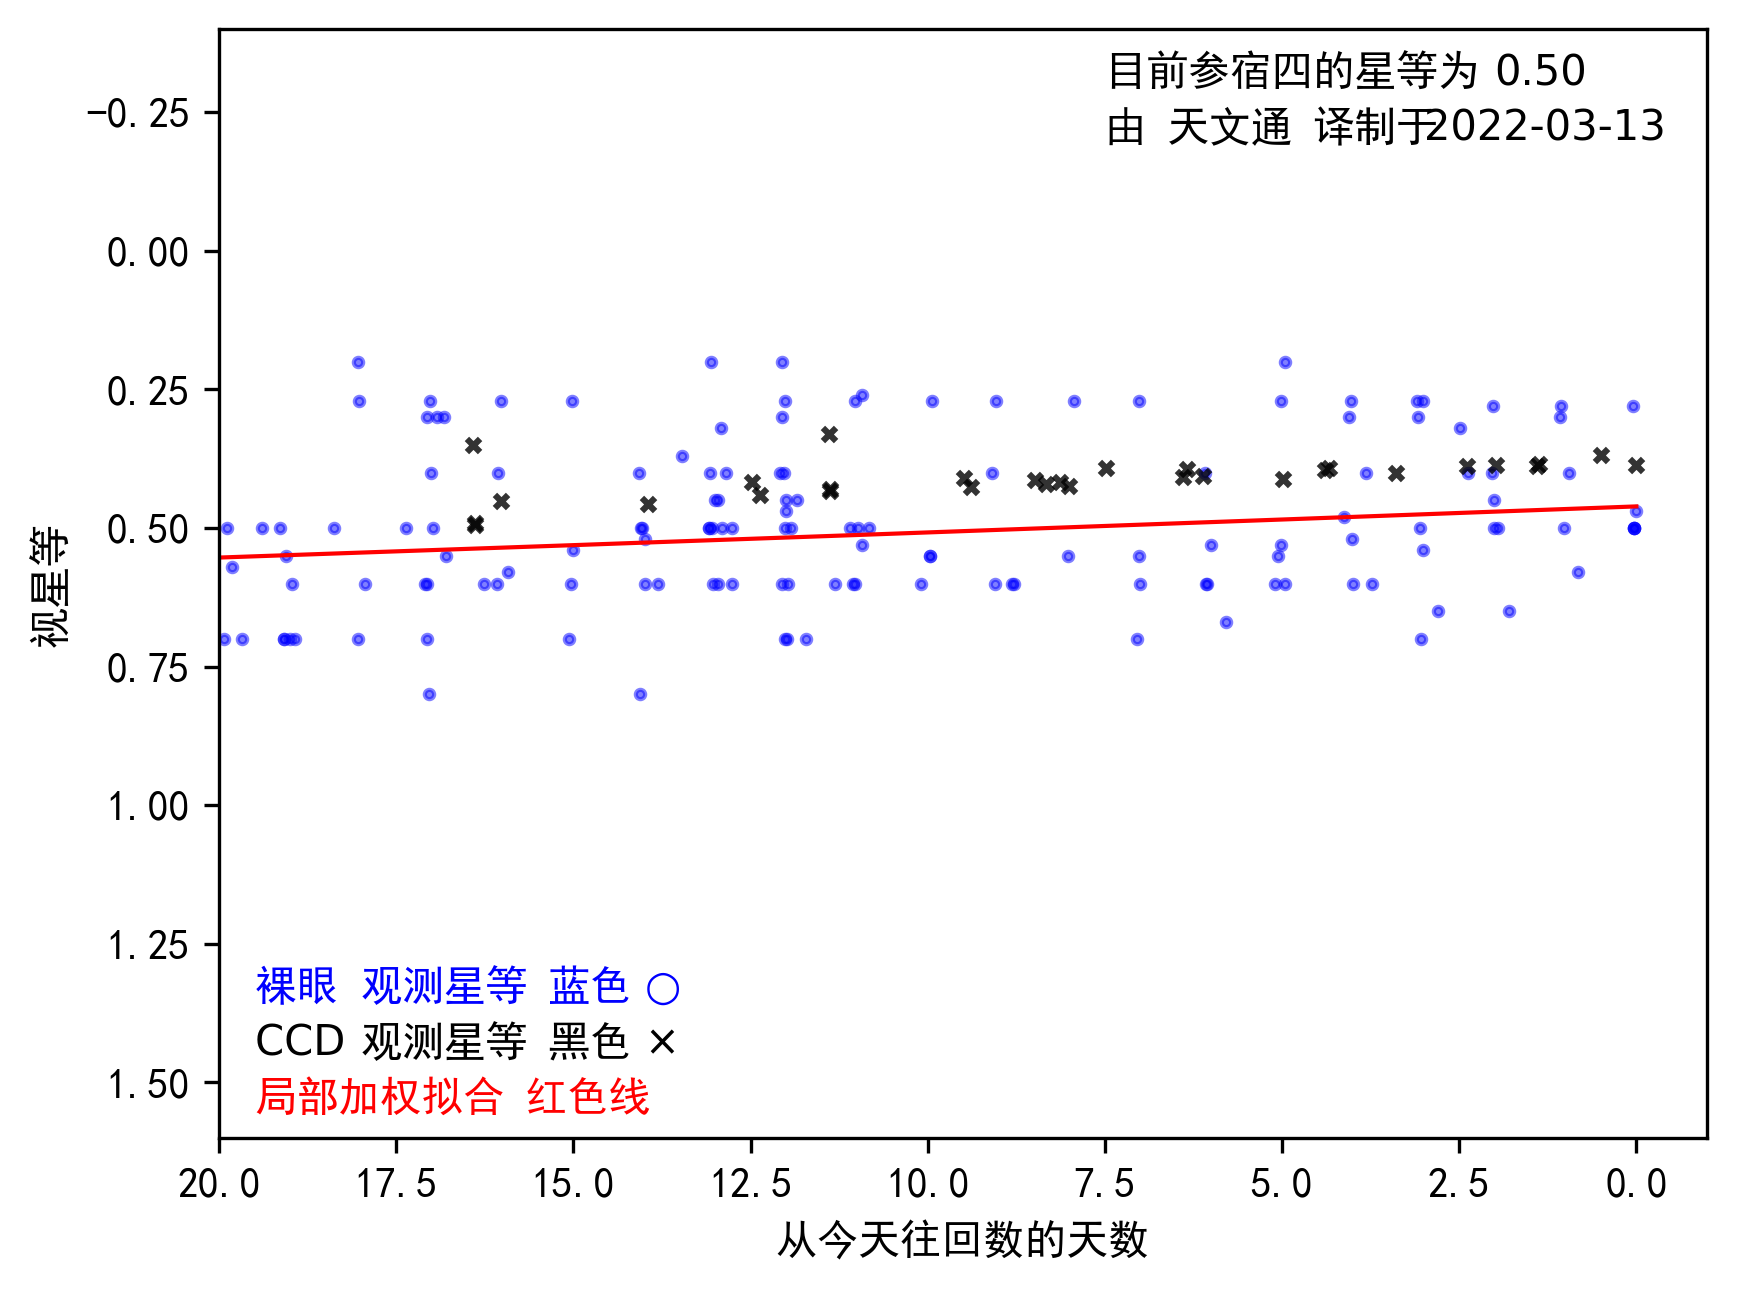 目前参宿四的星等为 0.50
由 天文通 译制于2022-03-13
−0.25
0.00
0.25
0.50
0.75
1.00
1.25
1.50
视星等
裸眼 观测星等 蓝色 ○
CCD 观测星等 黑色 ×
局部加权拟合 红色线
20.0 17.5 15.0 12.5 10.0 7.5 5.0 2.5 0.0
从今天往回数的天数